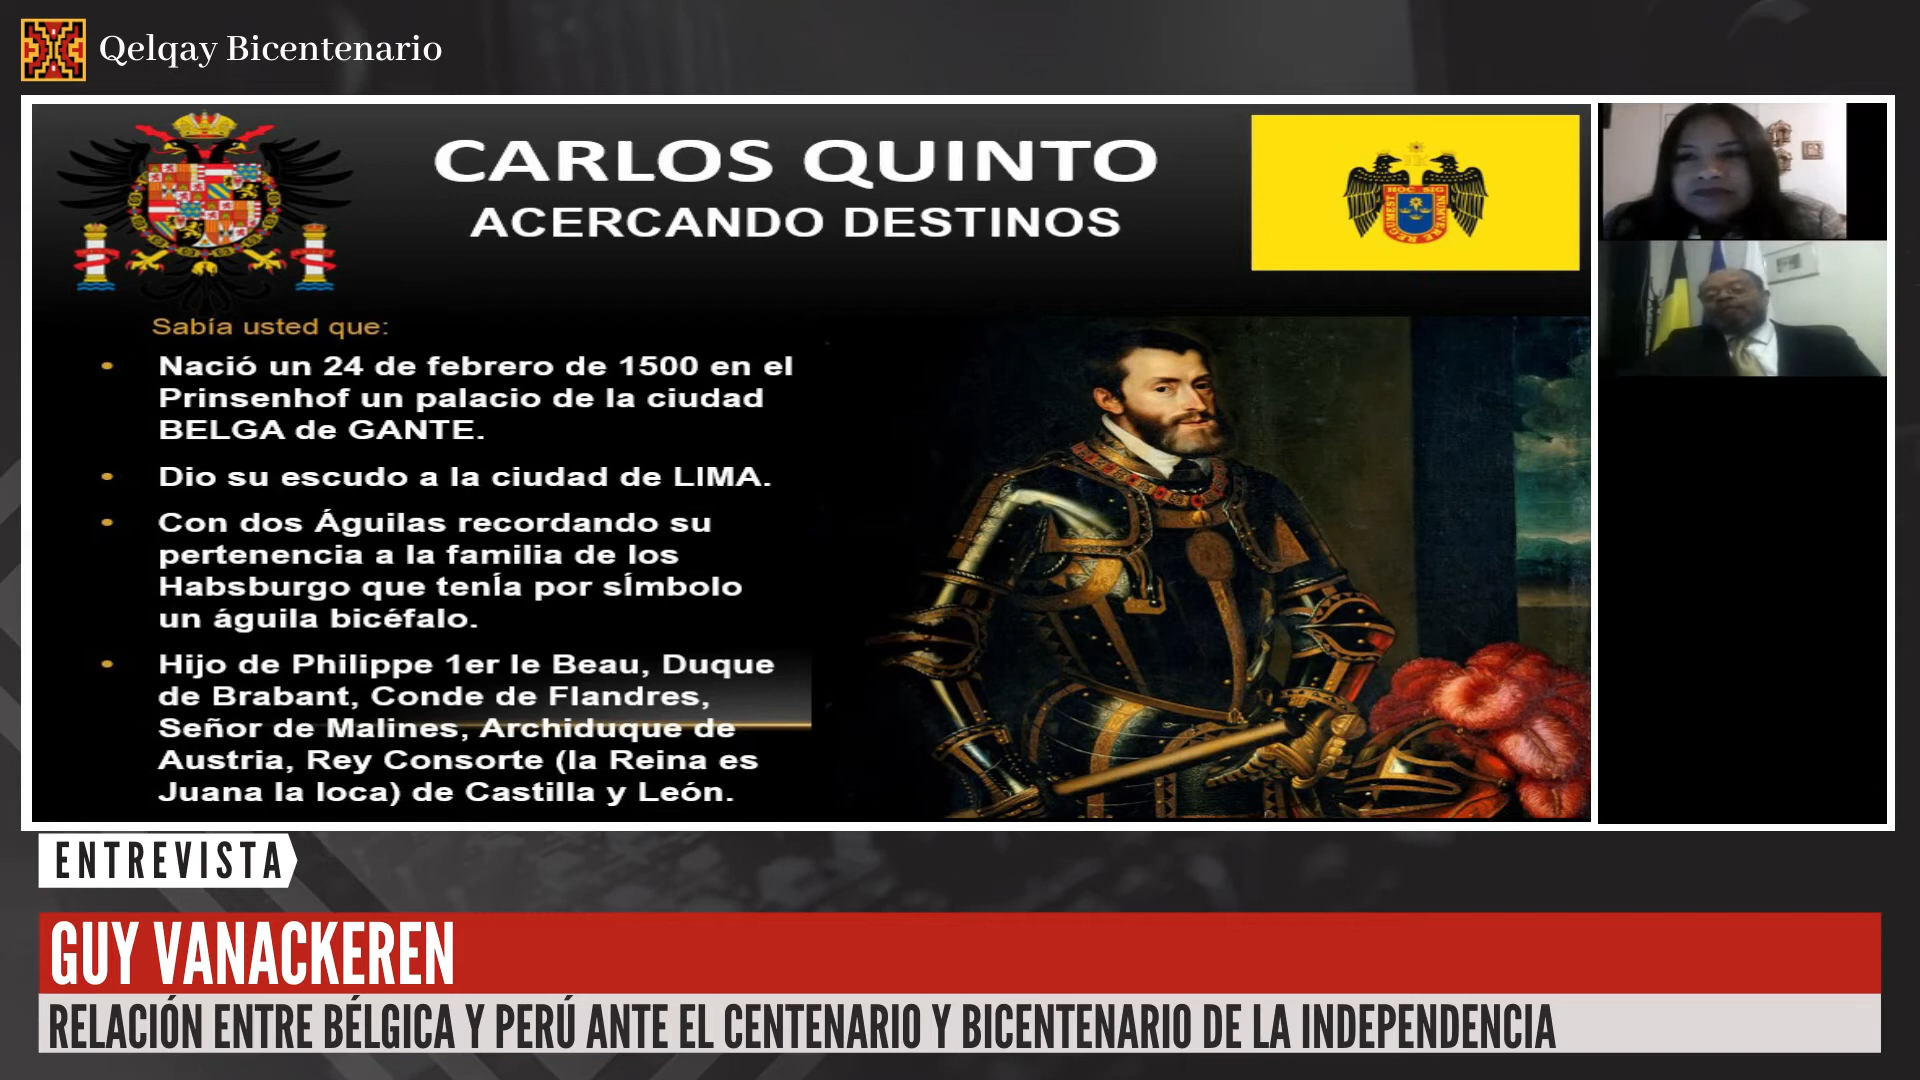 Qelqay Bicentenario
CARLOS QUINTO
ACERCANDO DESTINOS
HOC SIG
NUMVERE
REGUMEST
Sabía usted que:
• Nació un 24 de febrero de 1500 en el
Prinsenhof un palacio de la ciudad
BELGA de GANTE.
• Dio su escudo a la ciudad de LIMA.
• Con dos Águilas recordando su
pertenencia a la familia de los
Habsburgo que tenÍa por sÍmbolo
un águila bicéfalo.
• Hijo de Philippe 1er le Beau, Duque
de Brabant, Conde de Flandres,
Señor de Malines, Archiduque de
Austria, Rey Consorte (la Reina es
Juana la loca) de Castilla y León.
ENTREVISTA
GUY VANACKEREN
RELACIÓN ENTRE BÉLGICA Y PERÚ ANTE EL CENTENARIO Y BICENTENARIO DE LA INDEPENDENCIA